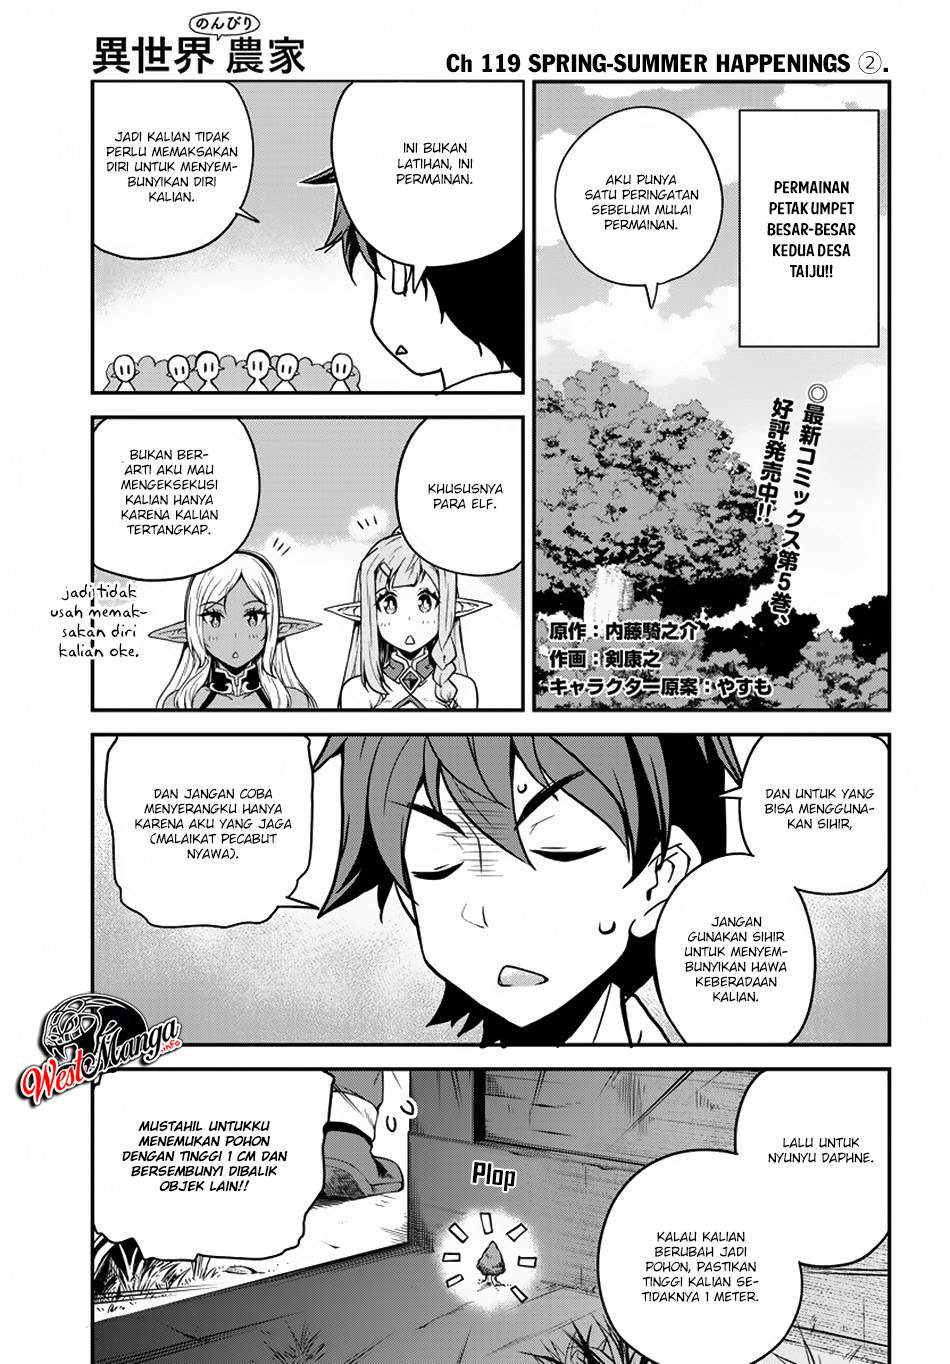 のんびり
異世界農家
Ch 119 SPRING-SUMMER HAPPENINGS ②.
PERMAINAN
PETAK UMPET
BESAR-BESAR
KEDUA DESA
TAIJU!!
AKU PUNYA
SATU PERINGATAN
SEBELUM MULAI
PERMAINAN.
◎最新コミックス第5巻、
好評発売中!!
原作：内藤騎之介
作画：剣康之
キャラクター原案：やすも
INI BUKAN
LATIHAN, INI
PERMAINAN.
JADI KALIAN TIDAK
PERLU MEMAKSAKAN
DIRI UNTUK MENYEM-
BUNYIKAN DIRI
KALIAN.
KHUSUSNYA
PARA ELF.
BUKAN BER-
ARTI AKU MAU
MENGEKSEKUSI
KALIAN HANYA
KARENA KALIAN
TERTANGKAP.
jadi tidak
usah memak-
sakan diri
kalian oke.
DAN UNTUK YANG
BISA MENGGUNA-
KAN SIHIR,
JANGAN
GUNAKAN SIHIR
UNTUK MENYEM-
BUNYIKAN HAWA
KEBERADAAN
KALIAN.
DAN JANGAN COBA
MENYERANGKU HANYA
KARENA AKU YANG JAGA
(MALAIKAT PECABUT
NYAWA).
WestManga
.info
LALU UNTUK
NYUNYU DAPHNE.
KALAU KALIAN
BERUBAH JADI
POHON, PASTIKAN
TINGGI KALIAN SE-
TIDAKNYA 1 METER.
Plop
MUSTAHIL UNTUKKU
MENEMUKAN POHON
DENGAN TINGGI 1 CM DAN
BERSEMBUNYI DIBALIK
OBJEK LAIN!!